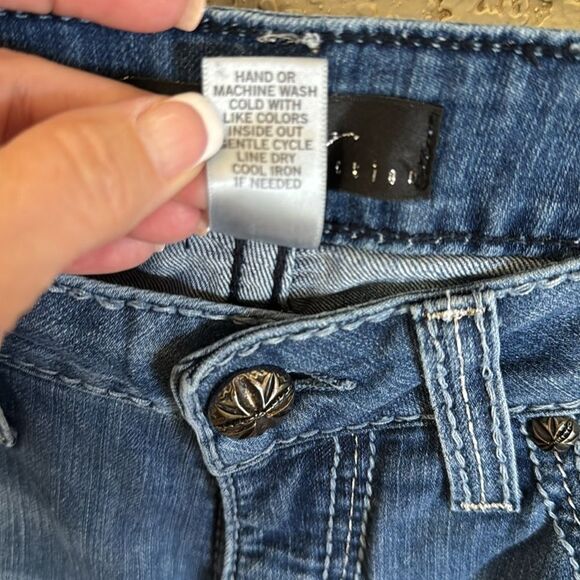 HAND OR
MACHINE WASH
COLD WITH
LIKE COLORS
INSIDE OUT
GENTLE CYCLE
LINE DRY
COOL IRON
IF NEEDED